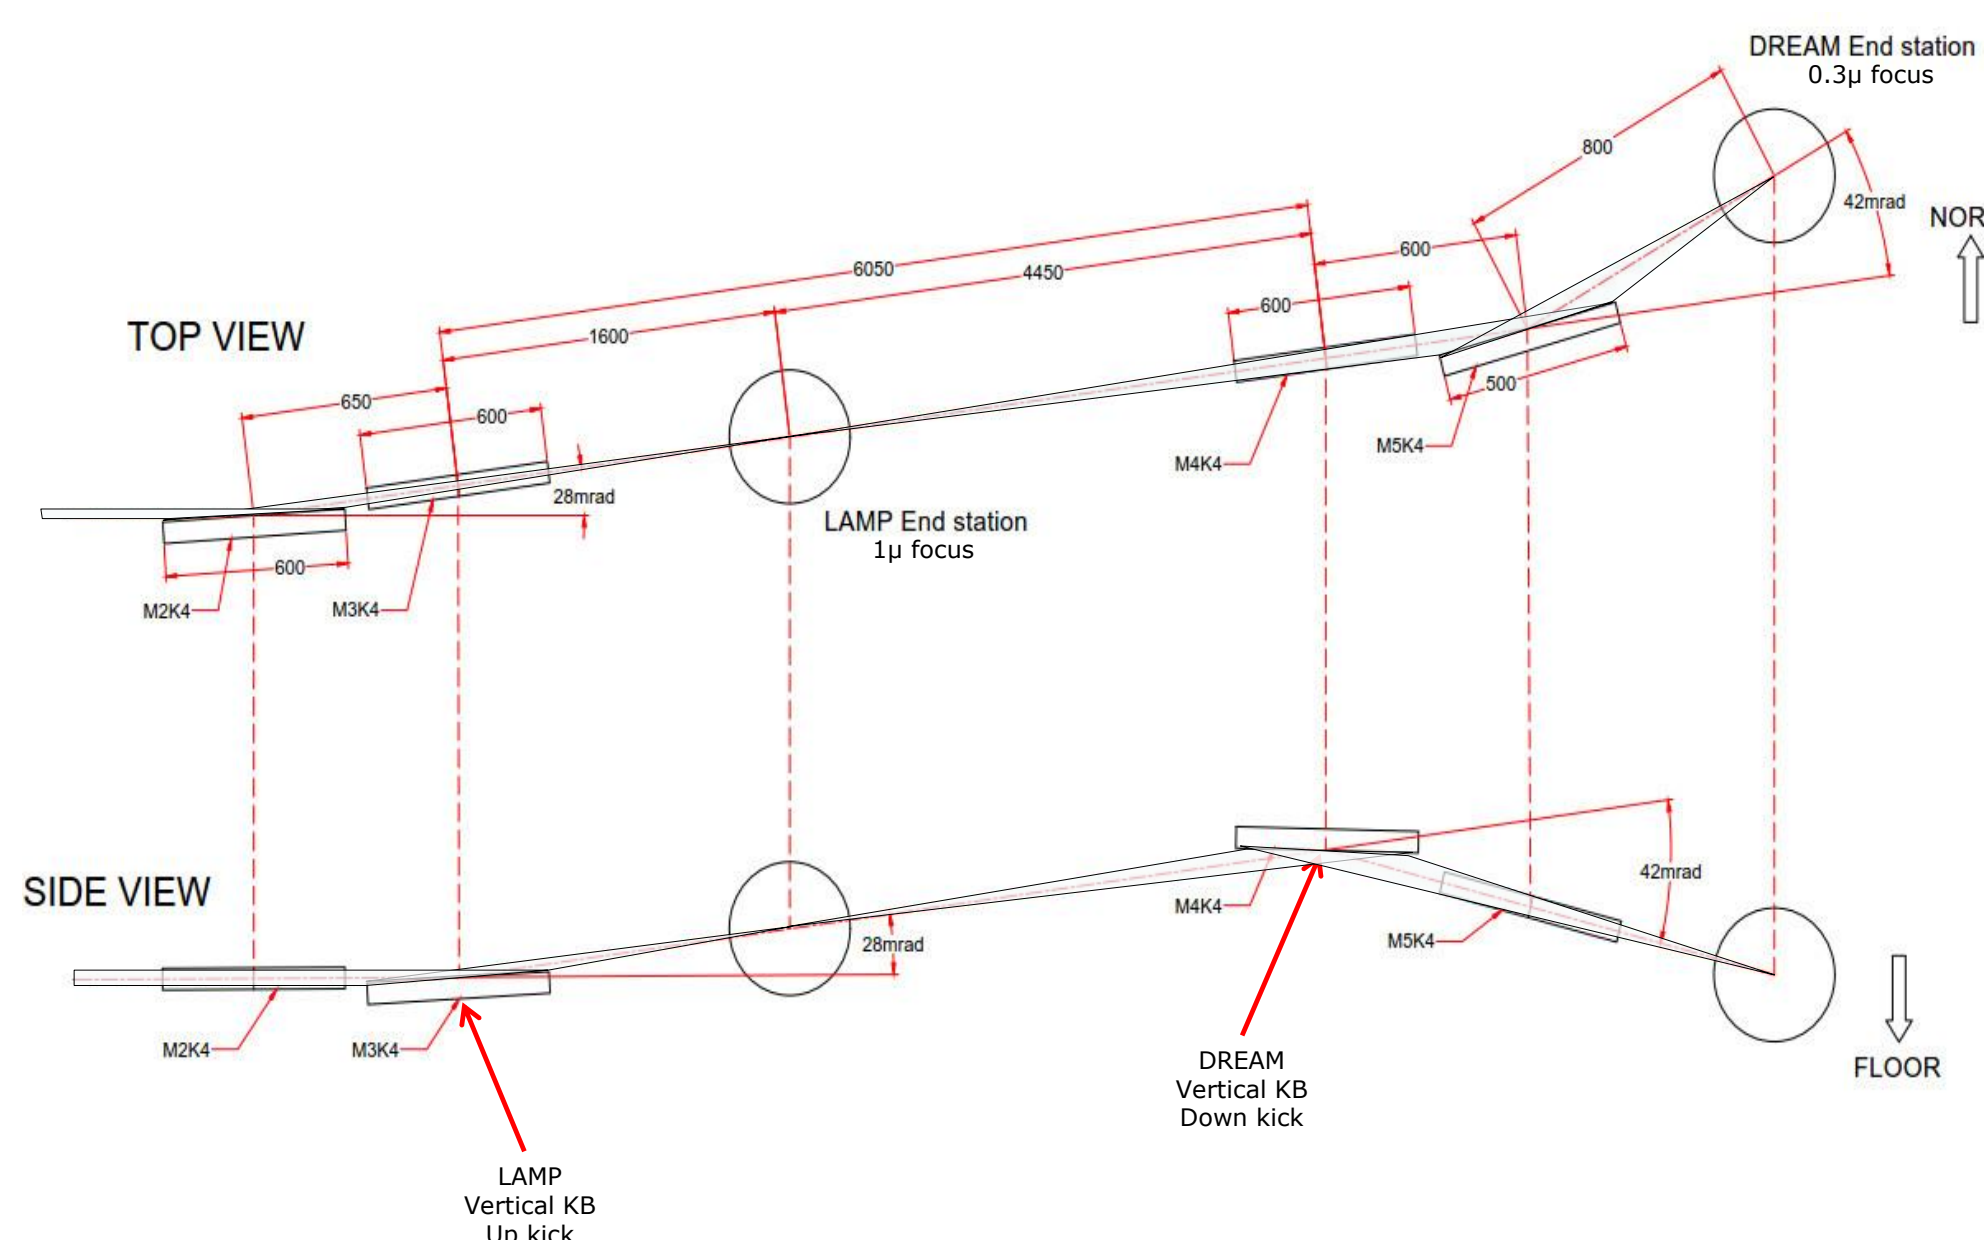 DREAM End station
0.3µ focus
800
42mrad
NOR
6050
4450
600
600
TOP VIEW
1600
650
600
28mrad
500
M5K4
M4K4
LAMP End station
1µ focus
600
M2K4
M3K4
SIDE VIEW
42mrad
M4K4
28mrad
M5K4
M2K4
M3K4
DREAM
Vertical KB
Down kick
FLOOR
LAMP
Vertical KB
Up kick